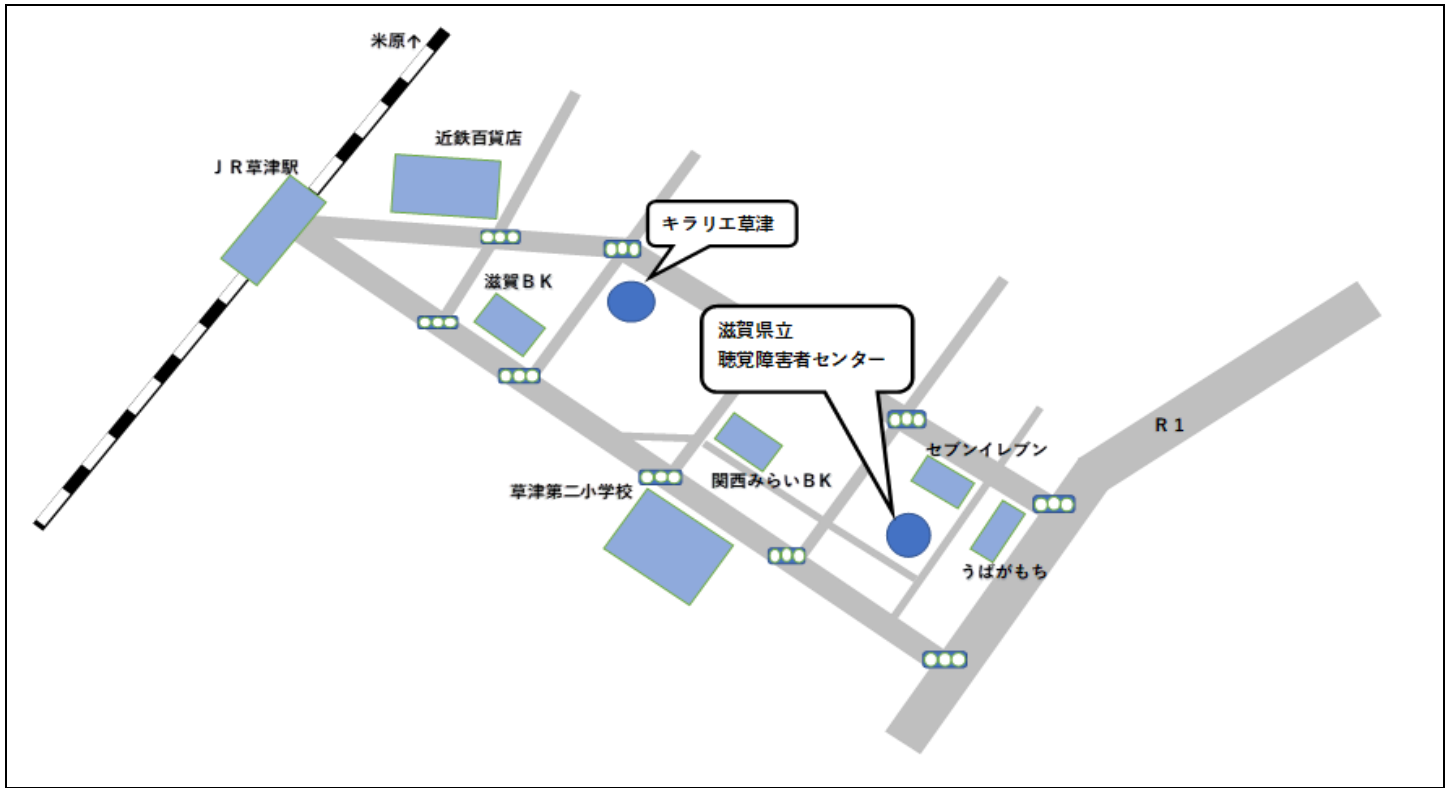 米原↑
近鉄百貨店
ＪＲ草津駅
キラリエ草津
滋賀ＢＫ
滋賀県立
聴覚障害者センター
Ｒ１
セブンイレブン
関西みらいＢＫ
草津第二小学校
うばがもち